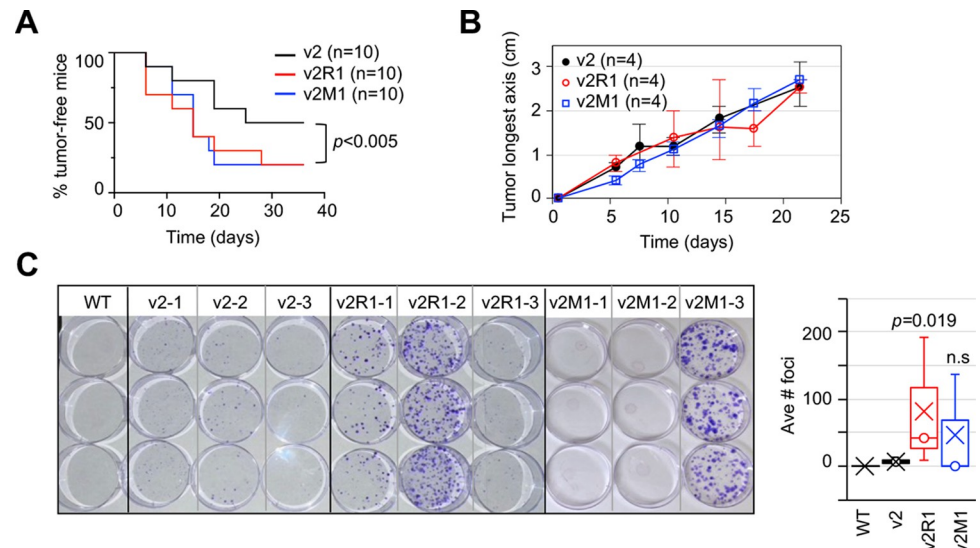 A
100
50
0
% tumor-free mice
v2 (n=10)
v2R1 (n=10)
v2M1 (n=10)
p<0.005
0 10 20 30 40
Time (days)
B
3
2
1
0
Tumor longest axis (cm)
v2 (n=4)
v2R1 (n=4)
v2M1 (n=4)
0 5 10 15 20 25
Time (days)
C
WT v2-1 v2-2 v2-3 v2R1-1 v2R1-2 v2R1-3 v2M1-1 v2M1-2 v2M1-3
200
100
0
Ave # foci
p=0.019
n.s
WT
v2
v2R1
v2M1